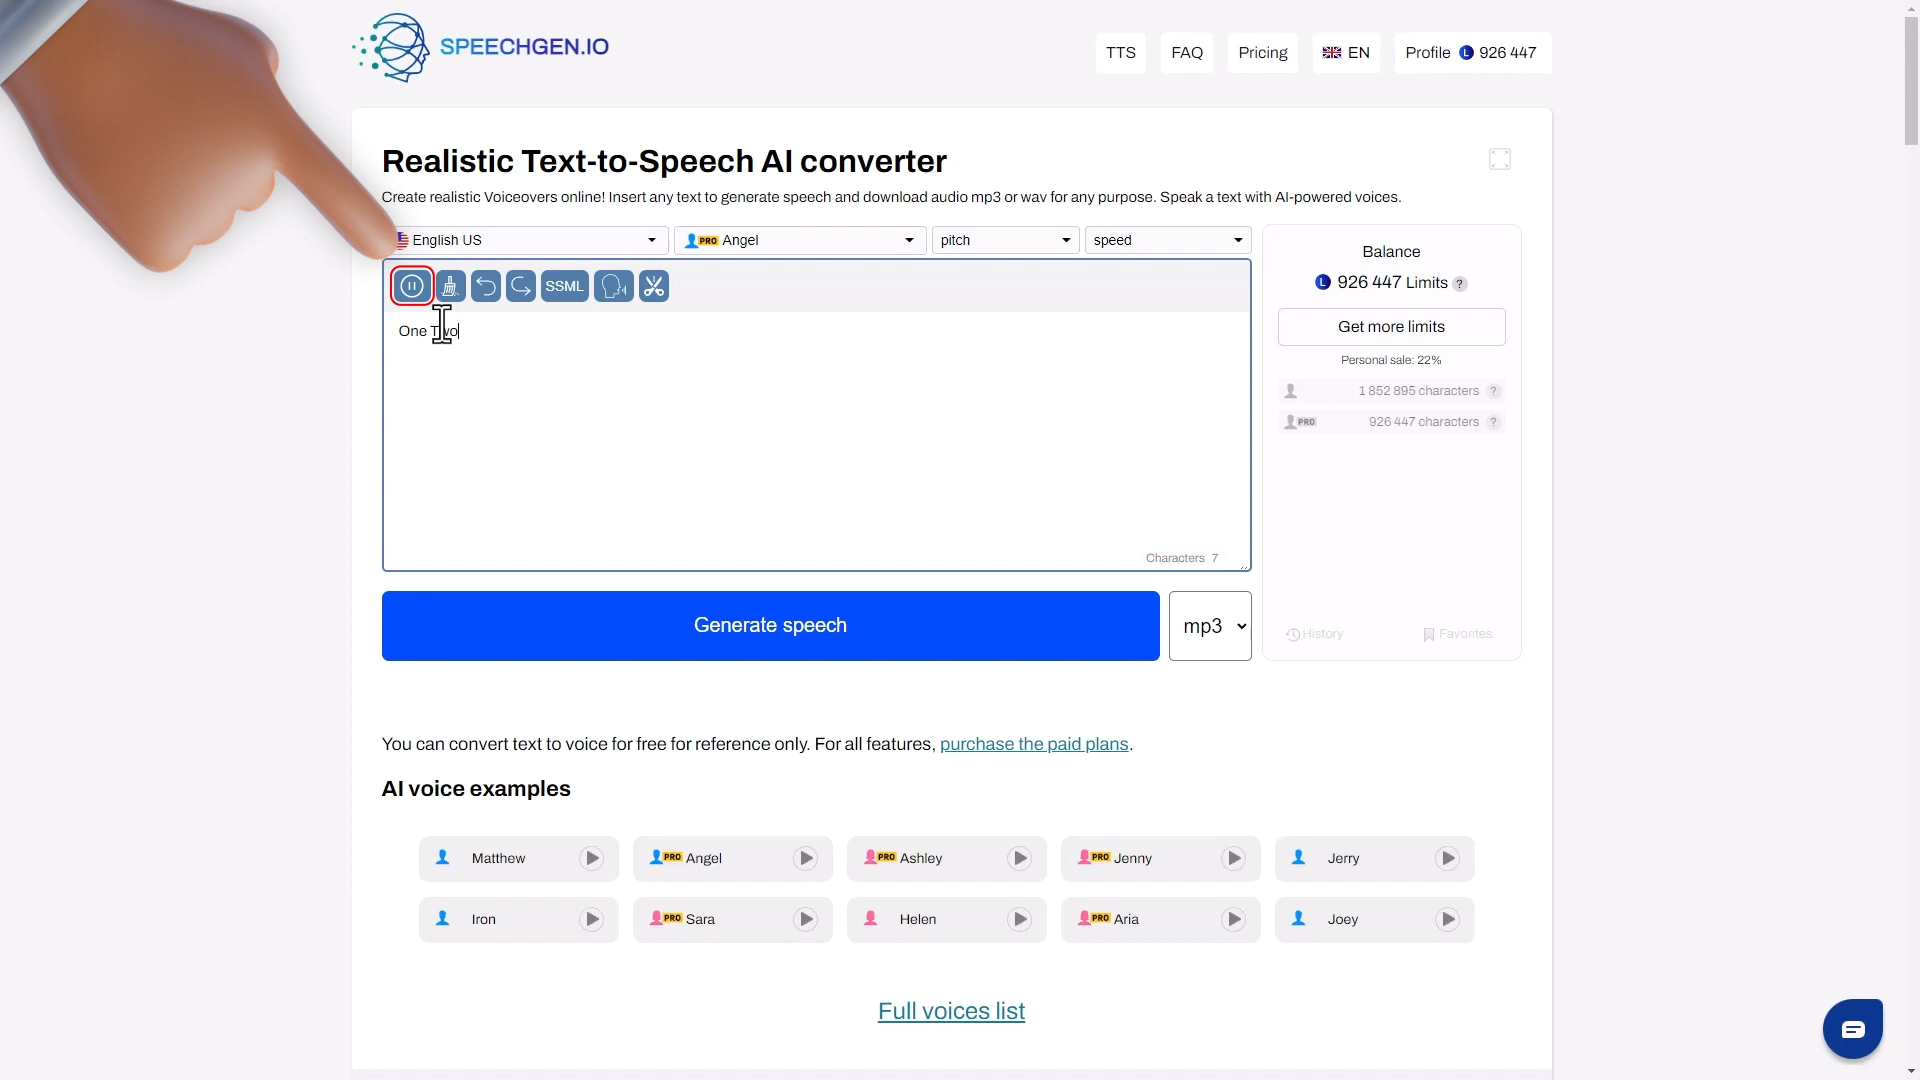 SPEECHGEN.IO
TTS
FAQ
Pricing
EN
Profile L 926 447
Realistic Text-to-Speech AI converter
Create realistic Voiceovers online! Insert any text to generate speech and download audio mp3 or wav for any purpose. Speak a text with AI-powered voices.
English US
PRO Angel
pitch
speed
SSML
One Two
Characters 7
Generate speech
mp3
Balance
L 926 447 Limits ?
Get more limits
Personal sale: 22%
1 852 895 characters ?
PRO 926 447 characters ?
History
Favorites
You can convert text to voice for free for reference only. For all features, purchase the paid plans.
AI voice examples
Matthew
PRO Angel
PRO Ashley
PRO Jenny
Jerry
Iron
PRO Sara
Helen
PRO Aria
Joey
Full voices list